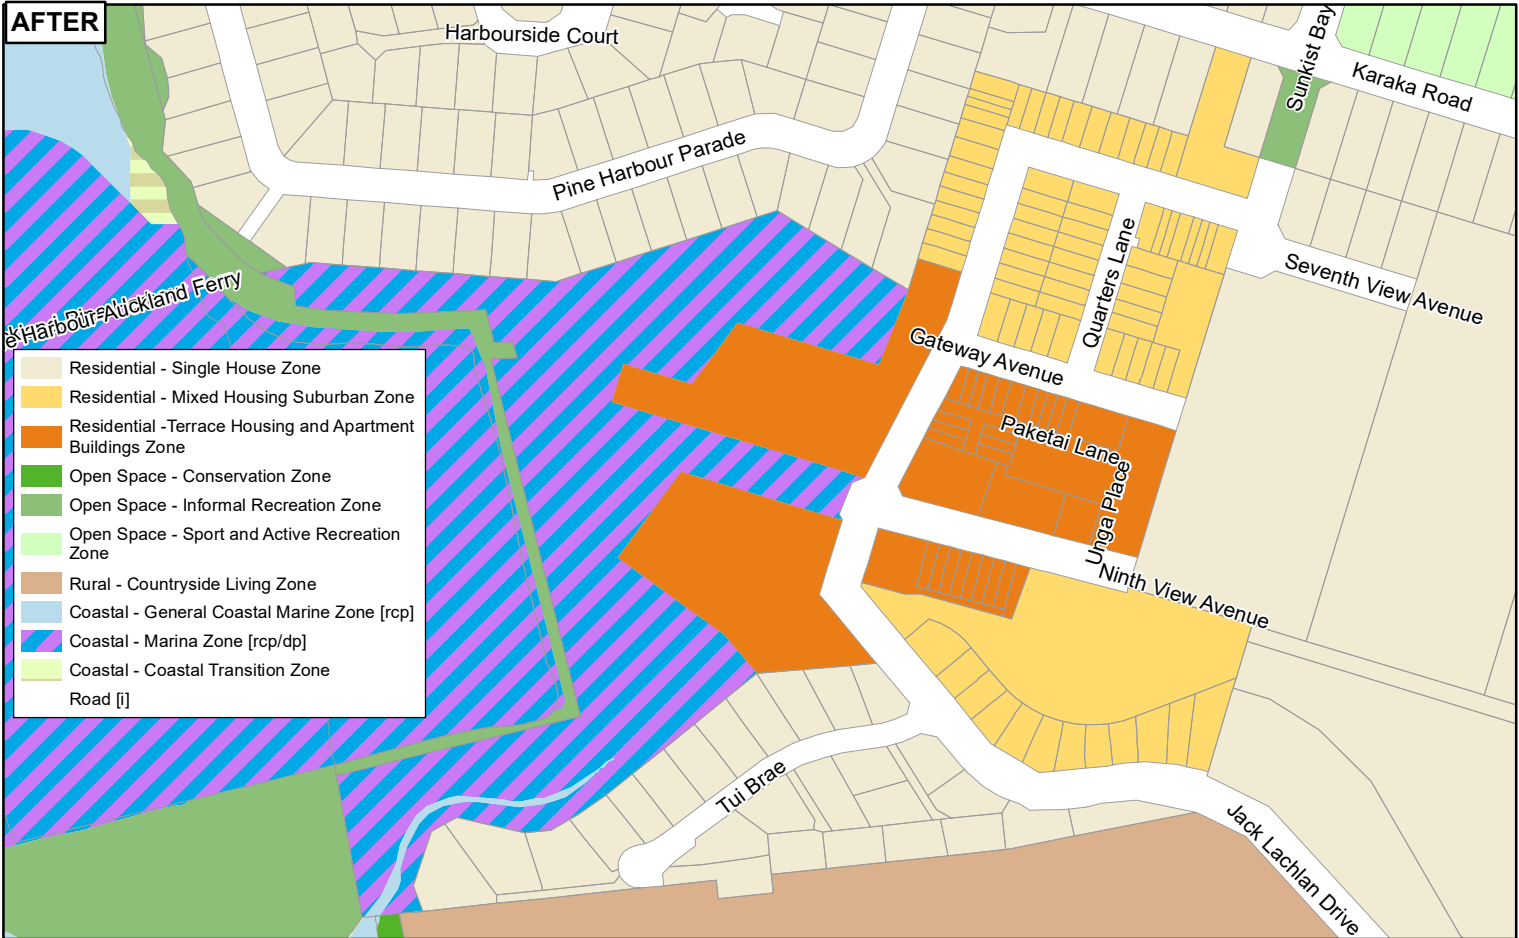 AFTER
Harbourside Court
Sunkist Bay
Karaka Road
Pine Harbour Parade
Quarters Lane
Seventh View Avenue
e Harbour-Auckland Ferry
Gateway Avenue
Paketai Lane
Unga Place
Ninth View Avenue
Residential - Single House Zone
Residential - Mixed Housing Suburban Zone
Residential -Terrace Housing and Apartment
Buildings Zone
Open Space - Conservation Zone
Open Space - Informal Recreation Zone
Open Space - Sport and Active Recreation
Zone
Rural - Countryside Living Zone
Coastal - General Coastal Marine Zone [rcp]
Coastal - Marina Zone [rcp/dp]
Coastal - Coastal Transition Zone
Road [i]
Tui Brae
Jack Lachlan Drive